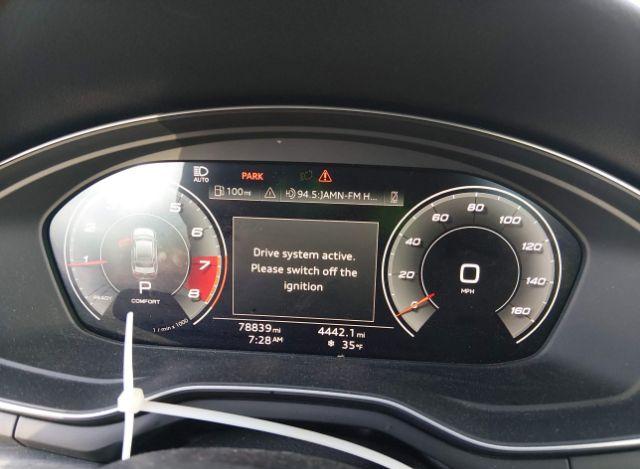 AUTO PARK
100 mi 94.5:JAMN-FM H...
Drive system active.
Please switch off the
ignition
1 5 6 7 8
P
COMFORT
READY
1 / min x 1000
0 20 40 60 80 100 120 140 160
0
MPH
78839 mi 4442.1 mi
7:28 AM 35°F